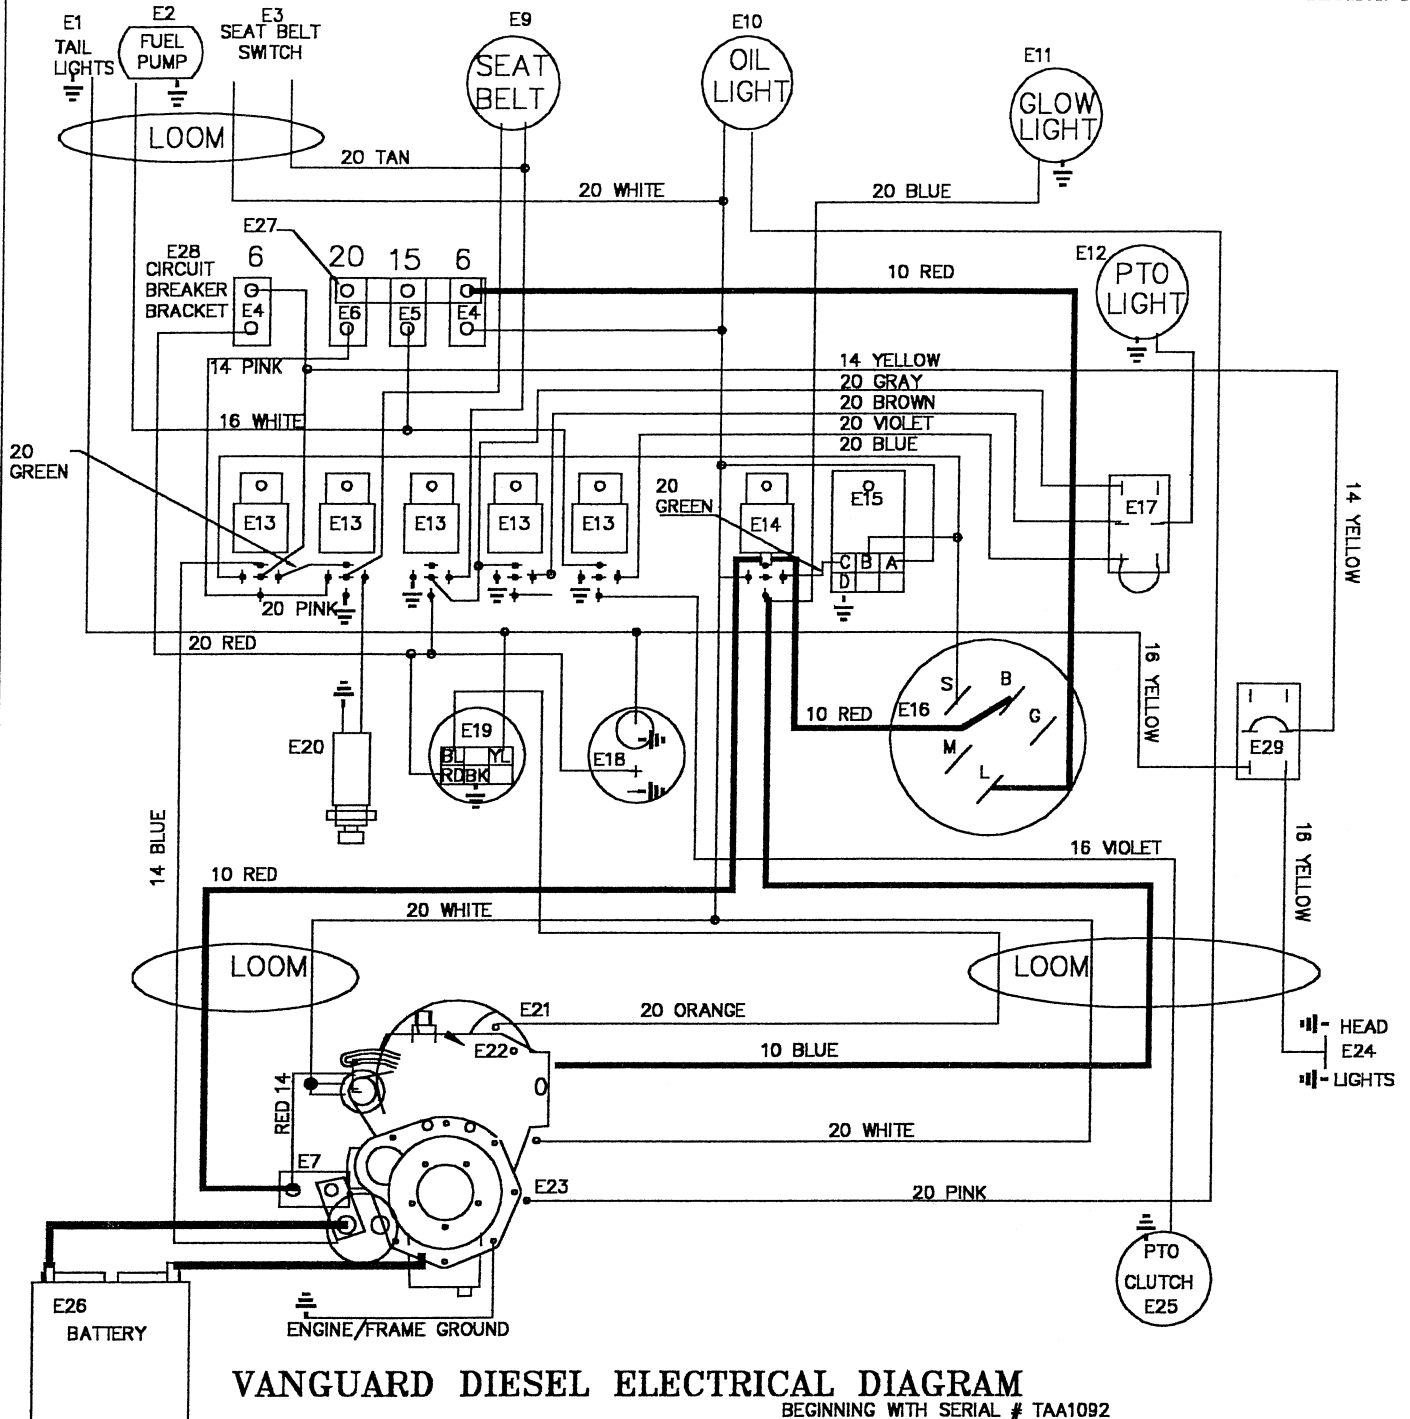 E1
TAIL
LIGHTS
E2
FUEL
PUMP
E3
SEAT BELT
SWITCH
E9
SEAT
BELT
E10
OIL
LIGHT
E11
GLOW
LIGHT
LOOM
20 TAN
20 WHITE
20 BLUE
E27
E28
CIRCUIT
BREAKER
BRACKET
6
20
15
6
E4
E6
E5
E4
10 RED
E12
PTO
LIGHT
14 PINK
14 YELLOW
20 GRAY
20 BROWN
20 VIOLET
20 BLUE
16 WHITE
20
GREEN
20
GREEN
E13
E13
E13
E13
E13
E14
E15
C
B
A
D
E17
14 YELLOW
20 PINK
20 RED
16 YELLOW
S
B
E16
G
M
L
10 RED
E29
E20
E19
BL
YL
RD
BK
E18
14 BLUE
16 VIOLET
16 YELLOW
10 RED
20 WHITE
LOOM
LOOM
E21
20 ORANGE
E22
10 BLUE
HEAD
E24
LIGHTS
RED 14
20 WHITE
E7
E23
20 PINK
PTO
CLUTCH
E25
E26
BATTERY
ENGINE/FRAME GROUND
VANGUARD DIESEL ELECTRICAL DIAGRAM
BEGINNING WITH SERIAL # TAA1092